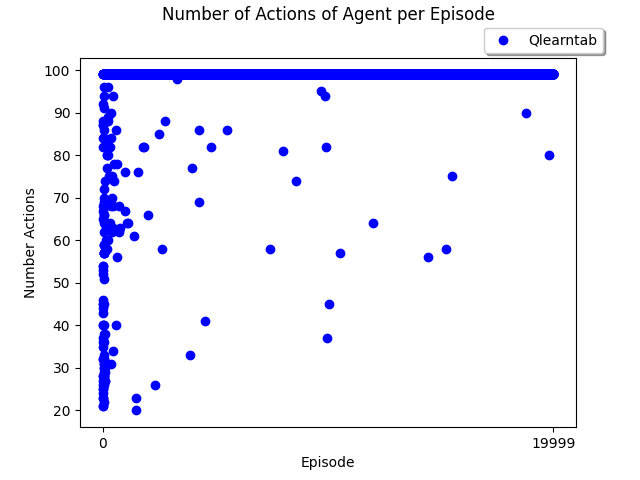 Number of Actions of Agent per Episode
Qlearntab
100
90
80
70
60
50
40
30
20
Number Actions
0 19999
Episode